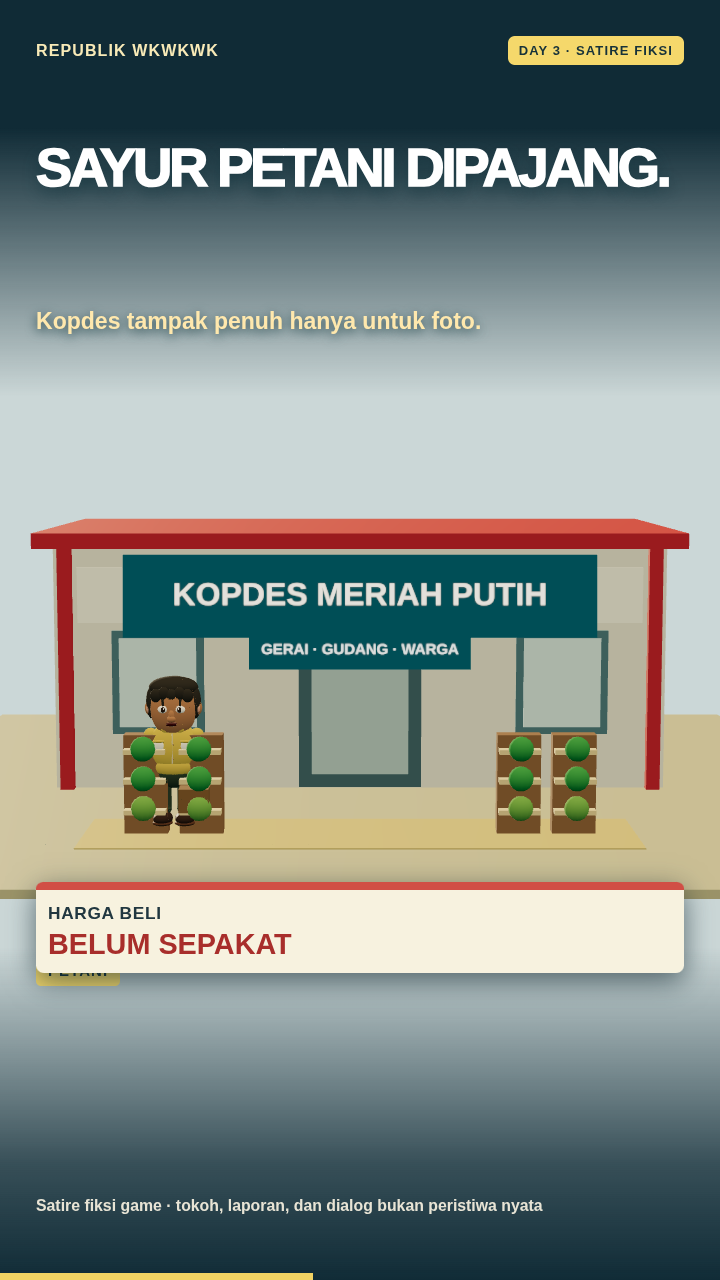 REPUBLIK WKWKWK
DAY 3 · SATIRE FIKSI
SAYUR PETANI DIPAJANG.
Kopdes tampak penuh hanya untuk foto.
KOPDES MERIAH PUTIH
GERAI · GUDANG · WARGA
HARGA BELI
BELUM SEPAKAT
PETANI
Satire fiksi game · tokoh, laporan, dan dialog bukan peristiwa nyata